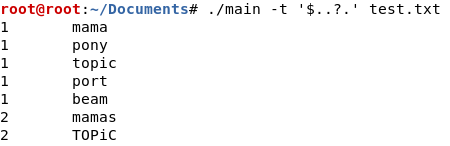 root@root:~/Documents# ./main -t '$..?.' test.txt
1 mama
1 pony
1 topic
1 port
1 beam
2 mamas
2 TOPiC